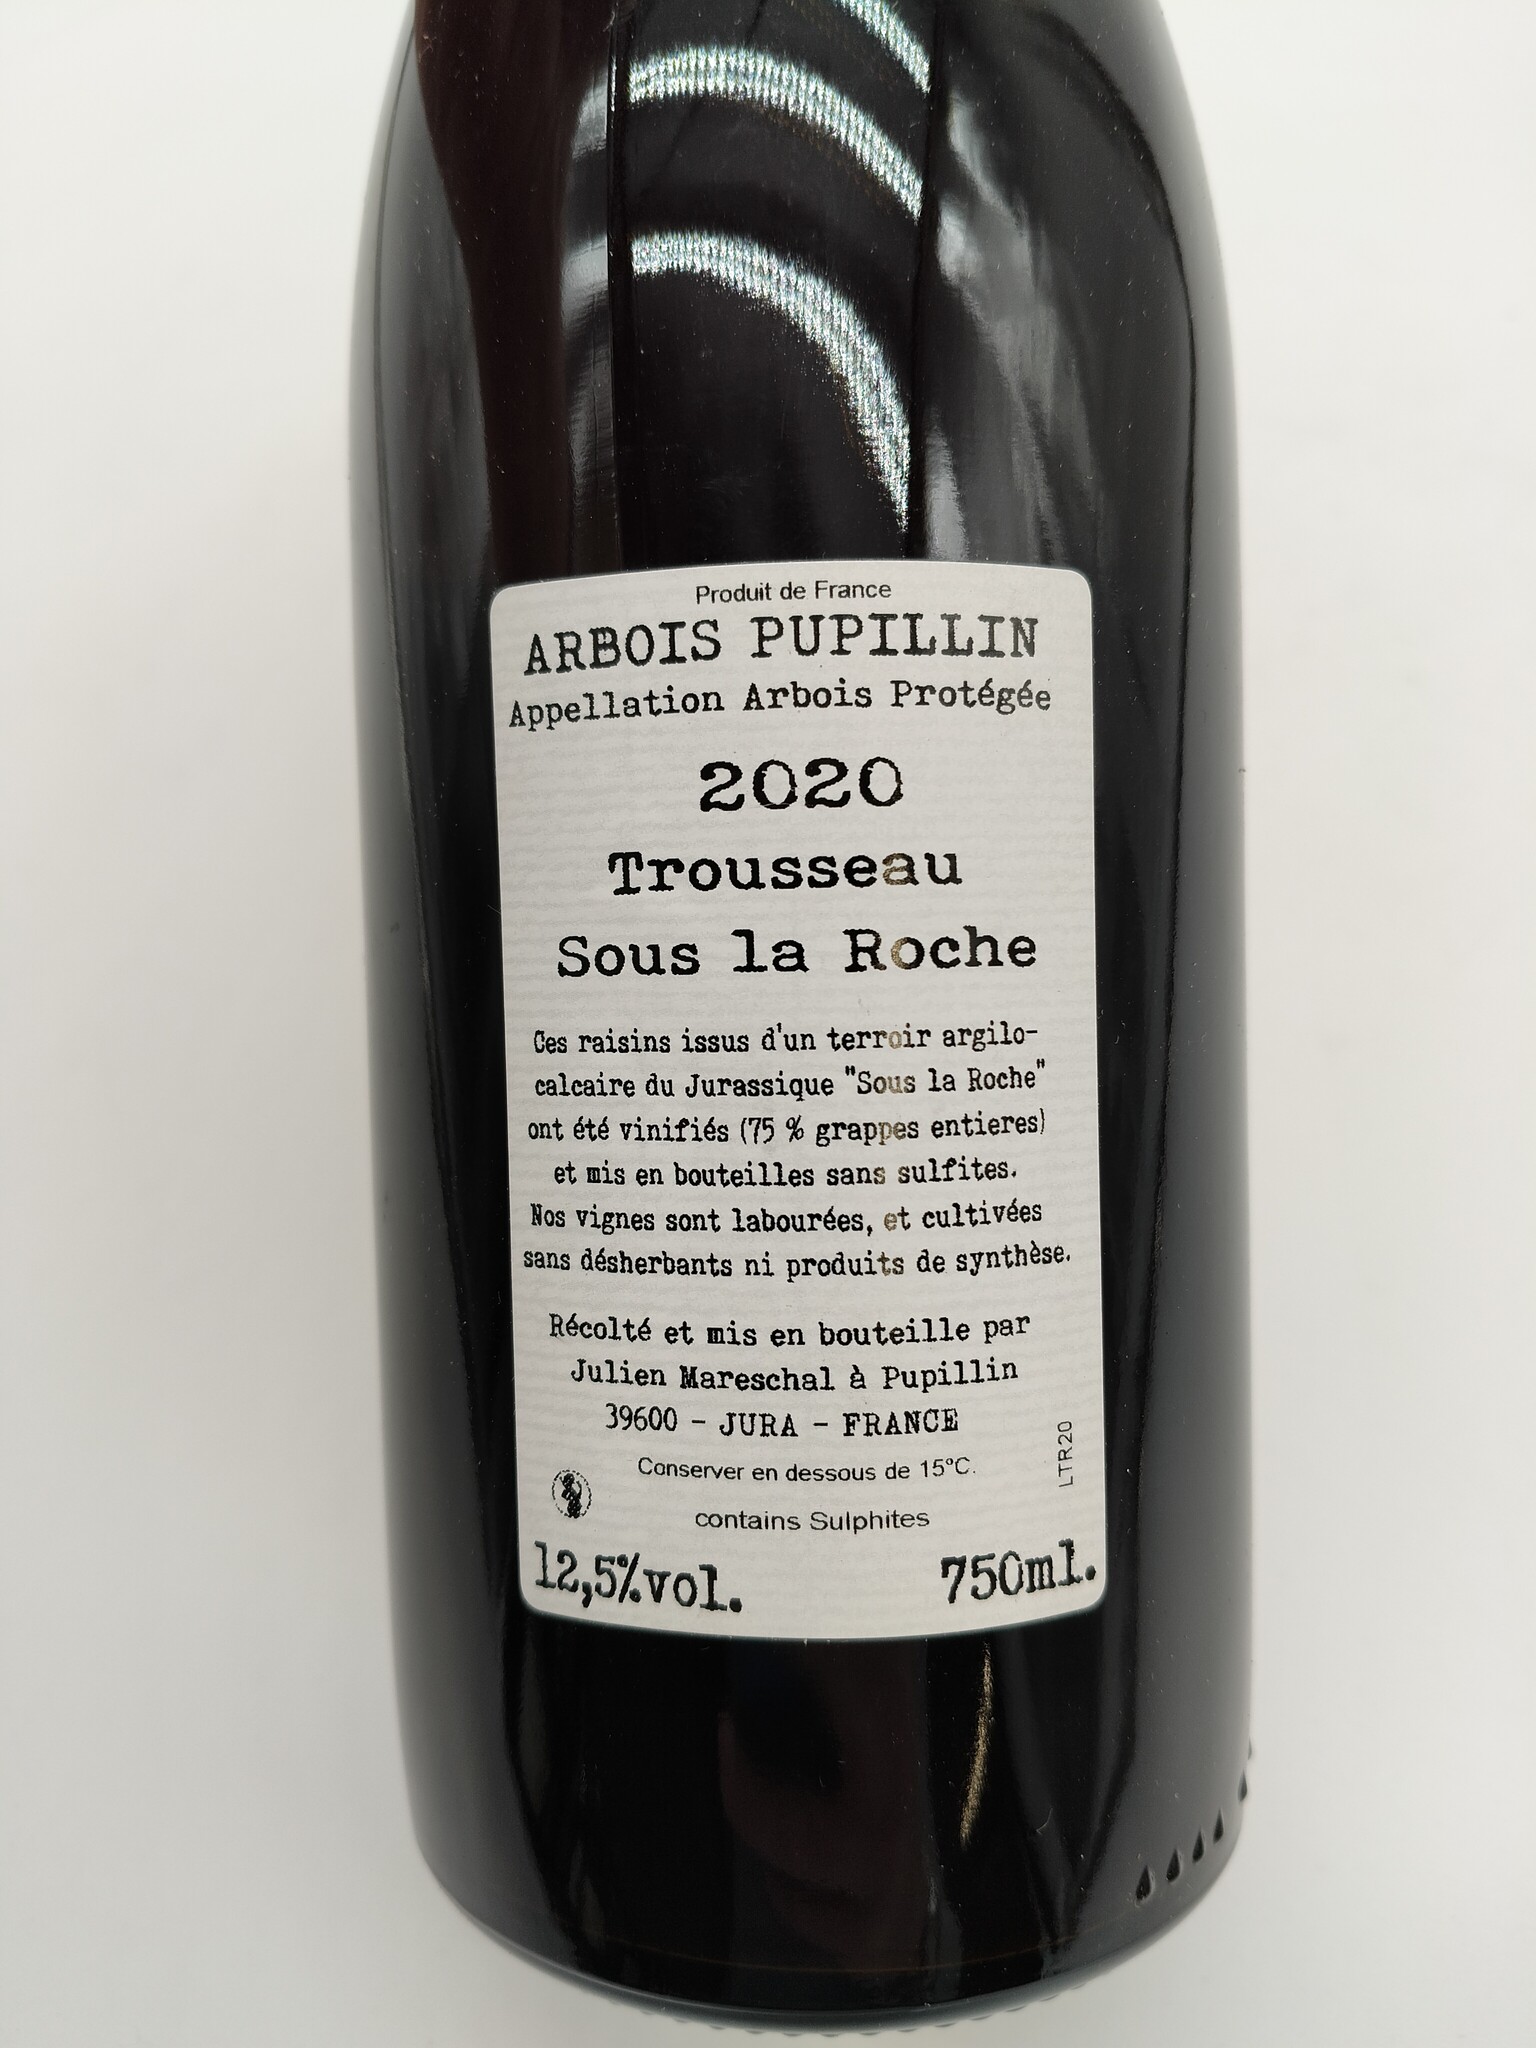 Produit de France
ARBOIS PUPILLIN
Appellation Arbois Protégée
2020
Trousseau
Sous la Roche
Ces raisins issus d'un terroir argilo-
calcaire du Jurassique "Sous la Roche"
ont été vinifiés (75 % grappes entieres)
et mis en bouteilles sans sulfites.
Nos vignes sont labourées, et cultivées
sans désherbants ni produits de synthèse.
Récolté et mis en bouteille par
Julien Mareschal à Pupillin
39600 - JURA - FRANCE
Conserver en dessous de 15°C.
LTR20
contains Sulphites
12,5%vol.
750ml.